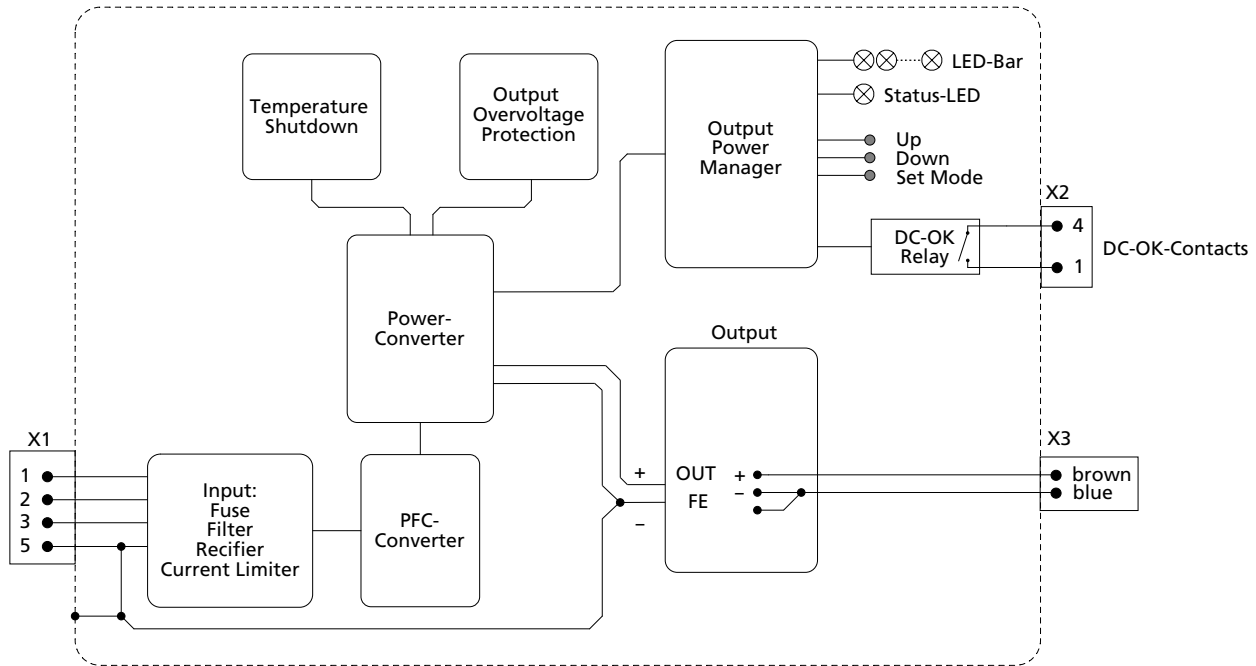 Temperature
Shutdown
Output
Overvoltage
Protection
Output
Power
Manager
LED-Bar
Status-LED
Up
Down
Set Mode
DC-OK
Relay
X2
4
1
DC-OK-Contacts
Power-
Converter
Output
X1
1
2
3
5
Input:
Fuse
Filter
Rectifier
Current Limiter
PFC-
Converter
+
−
OUT
FE
+
−
X3
brown
blue